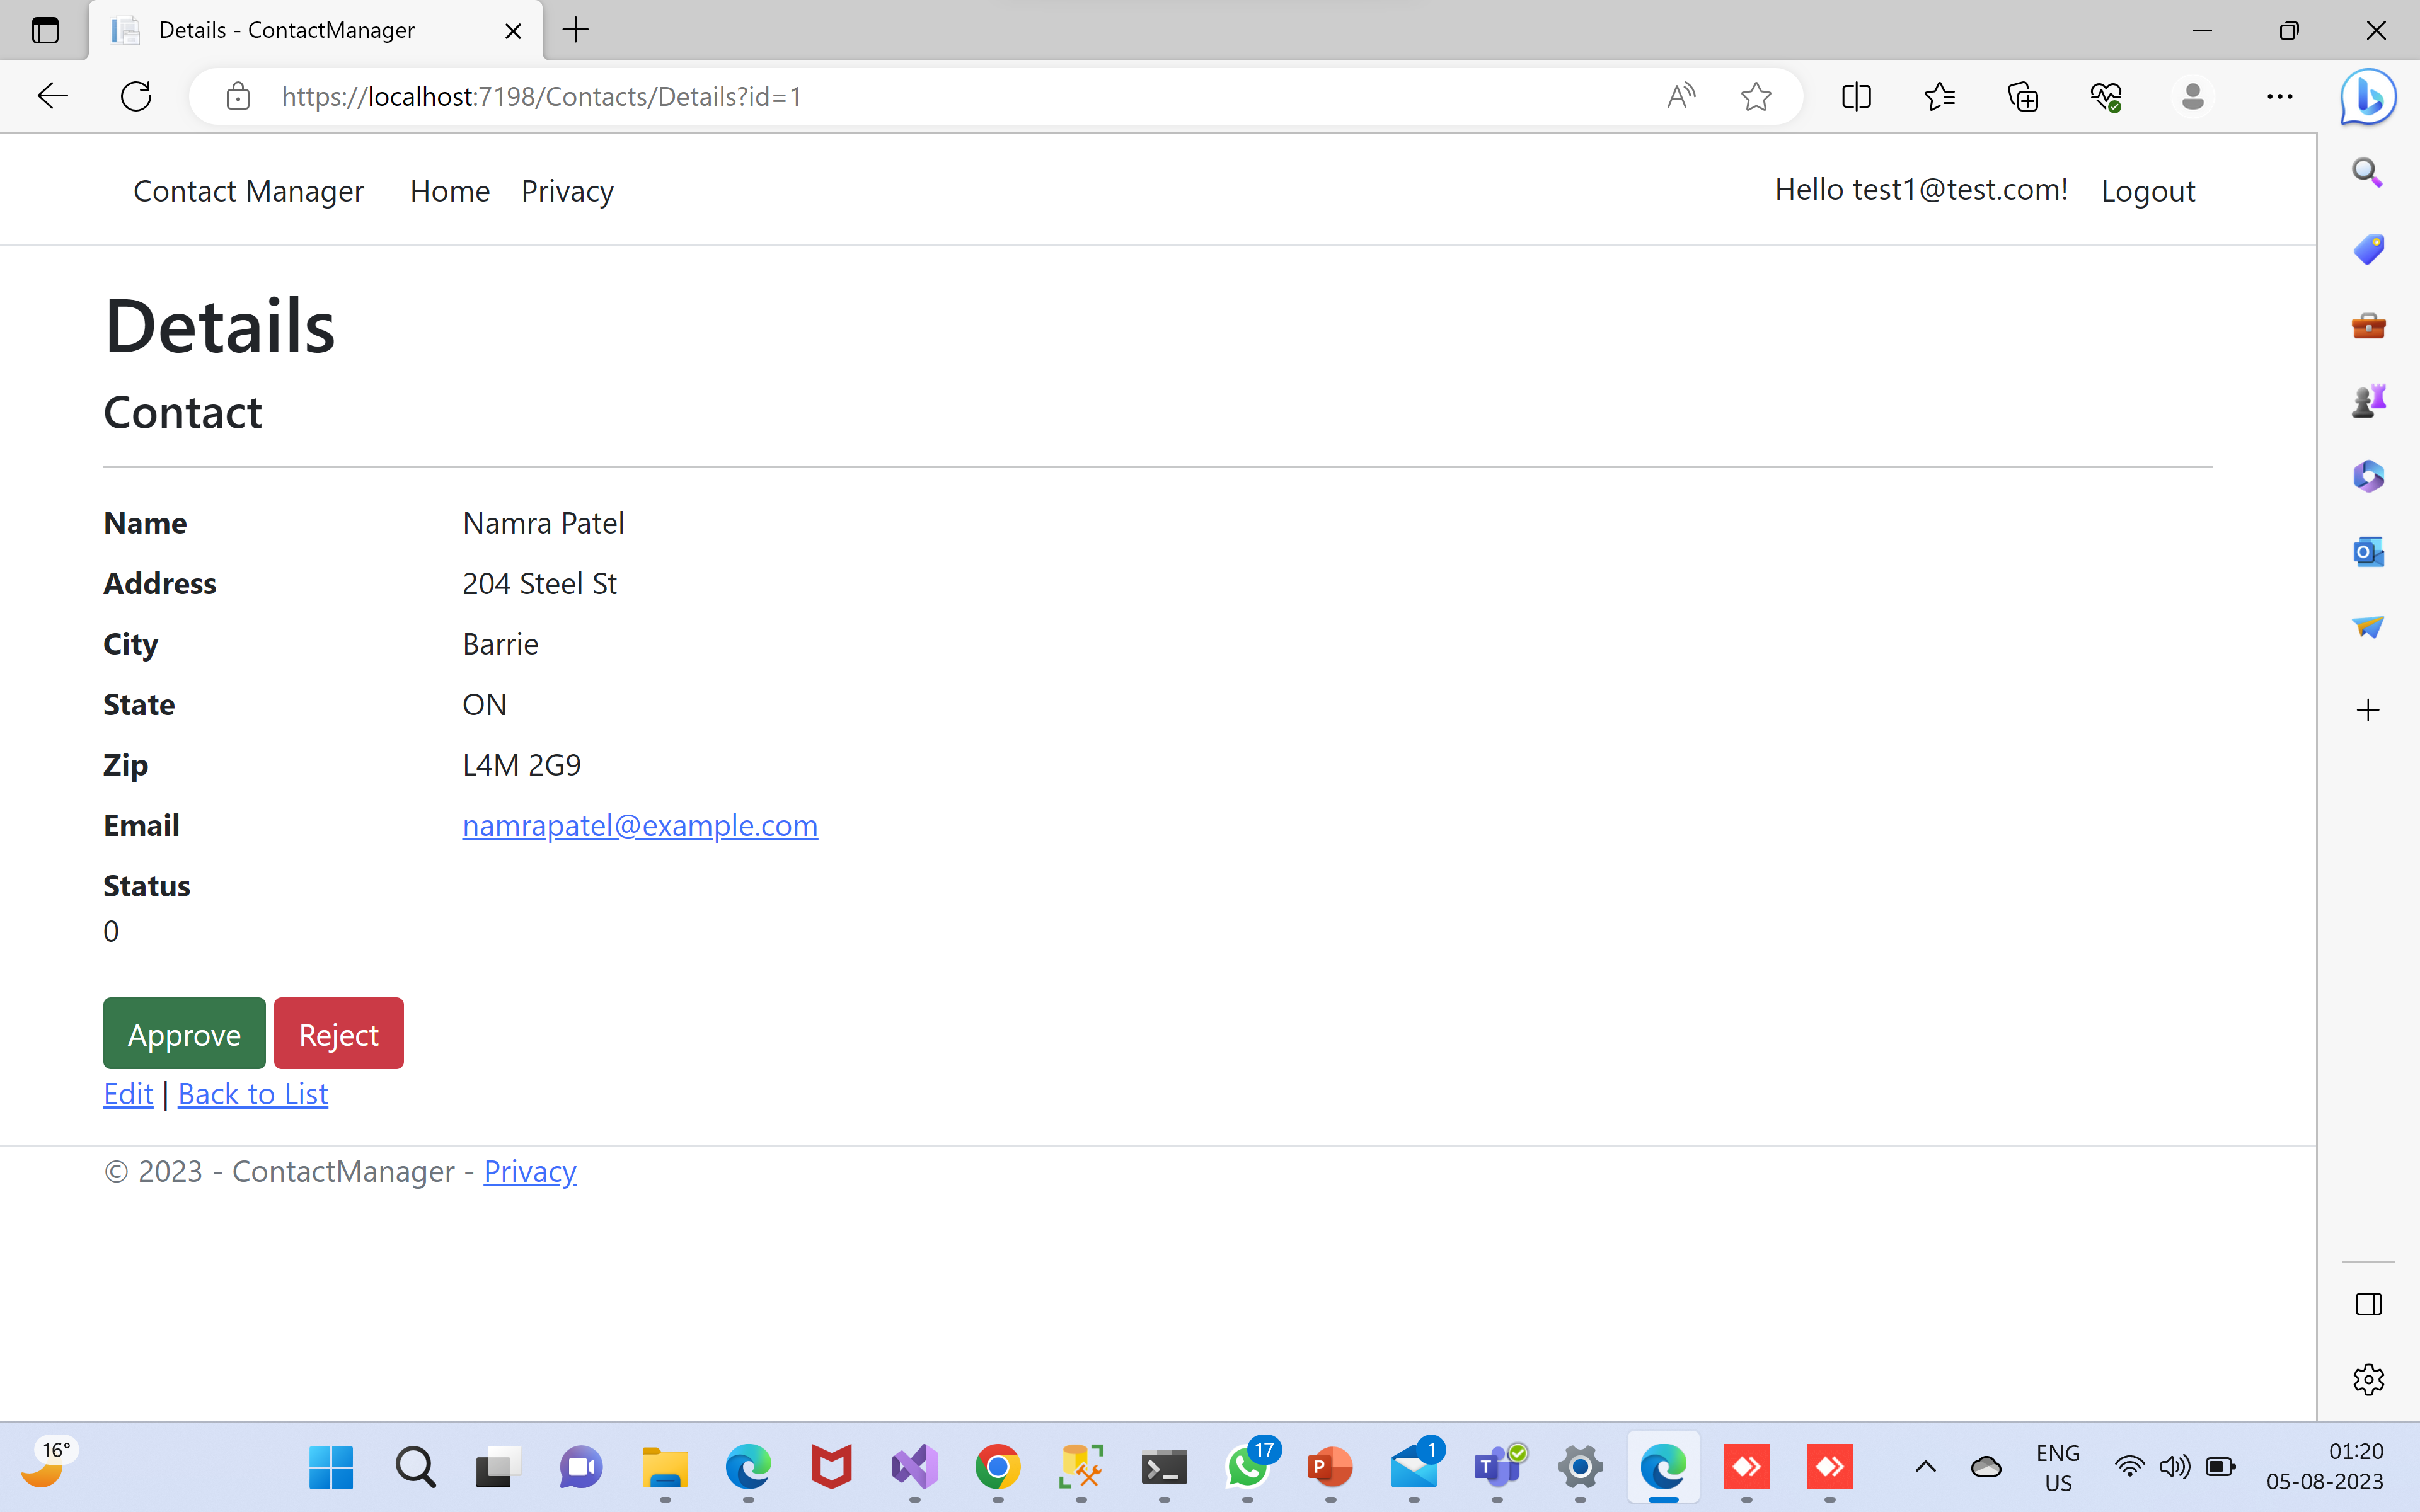 Details - ContactManager
https://localhost:7198/Contacts/Details?id=1
Contact Manager Home Privacy Hello test1@test.com! Logout
Details
Contact
Name Namra Patel
Address 204 Steel St
City Barrie
State ON
Zip L4M 2G9
Email namrapatel@example.com
Status
0
Approve Reject
Edit | Back to List
© 2023 - ContactManager - Privacy
16°
17
1
ENG
US
01:20
05-08-2023